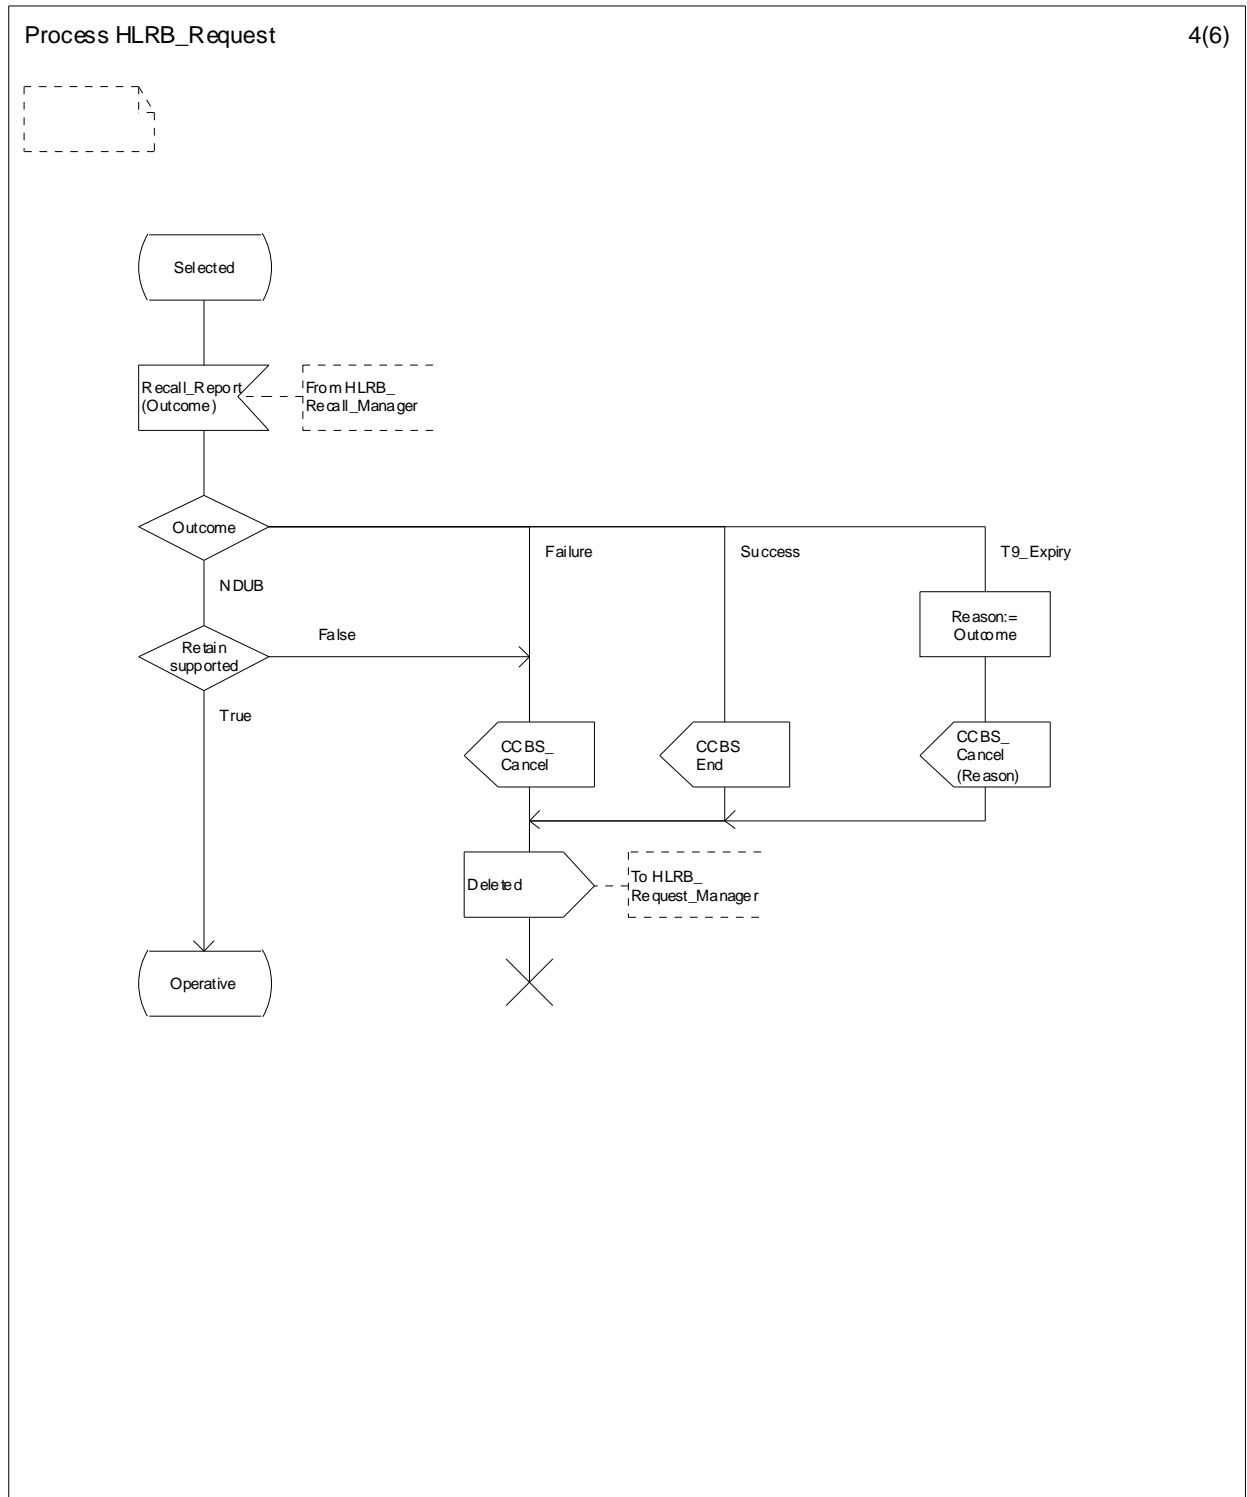 Process HLRB_Request
4(6)
Selected
Recall_Report
(Outcome)
From HLRB_
Recall_Manager
Outcome
Failure
Success
T9_Expiry
NDUB
Reason:=
Outcome
Retain
supported
False
True
CCBS_
Cancel
CCBS
End
CCBS_
Cancel
(Reason)
Deleted
To HLRB_
Request_Manager
Operative